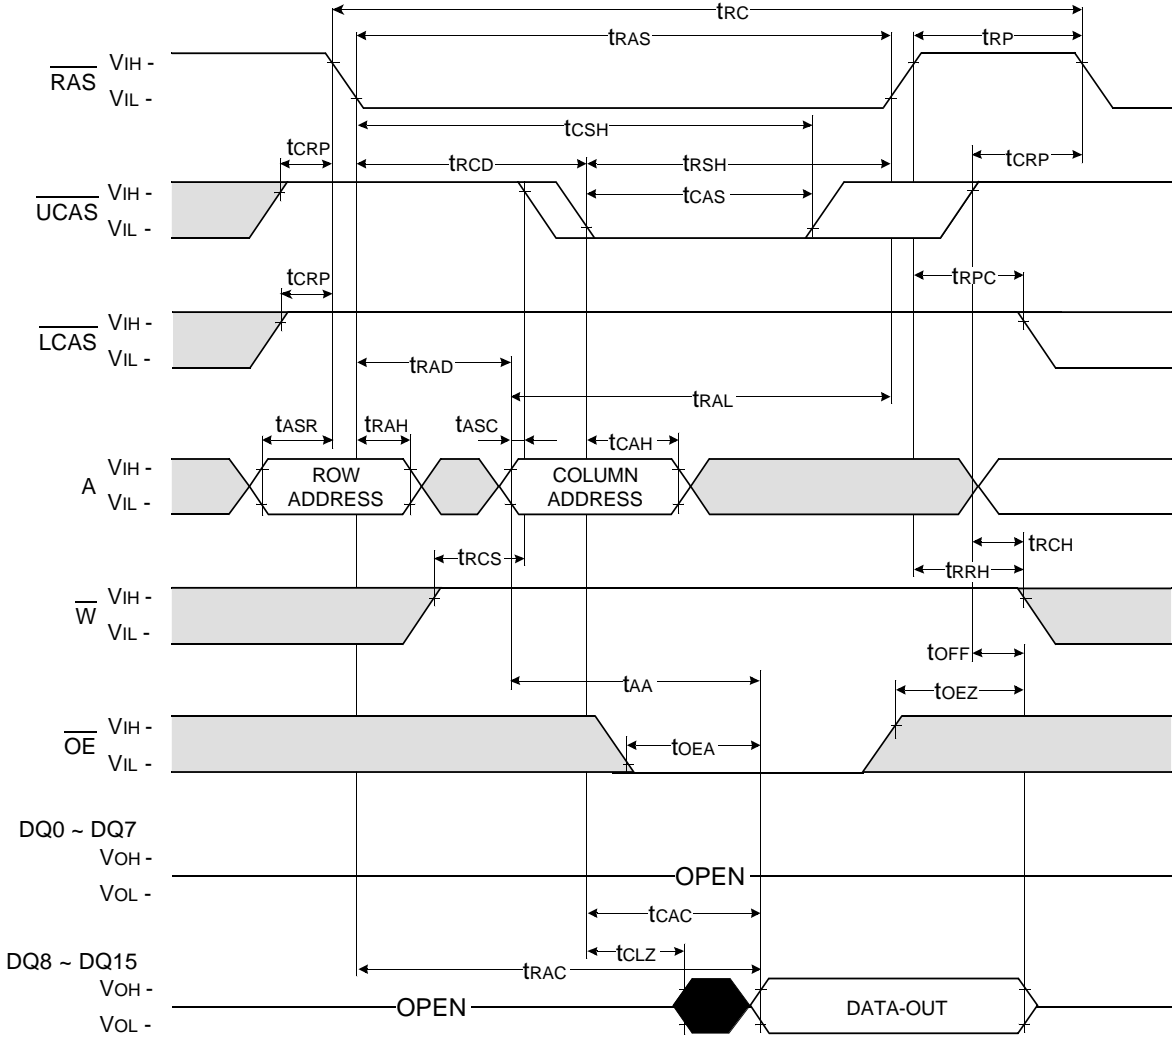 tRC
tRAS
tRP
RAS
VIH -
VIL -
tCSH
tCRP
tRCD
tRSH
tCRP
UCAS
VIH -
VIL -
tCAS
tCRP
tRPC
LCAS
VIH -
VIL -
tRAD
tRAL
tASR
tRAH
tASC
tCAH
A
VIH -
VIL -
ROW
ADDRESS
COLUMN
ADDRESS
tRCS
tRCH
tRRH
W
VIH -
VIL -
tOFF
tAA
tOEZ
OE
VIH -
VIL -
tOEA
DQ0 ~ DQ7
VOH -
VOL -
OPEN
tCAC
tCLZ
tRAC
DQ8 ~ DQ15
VOH -
VOL -
OPEN
DATA-OUT